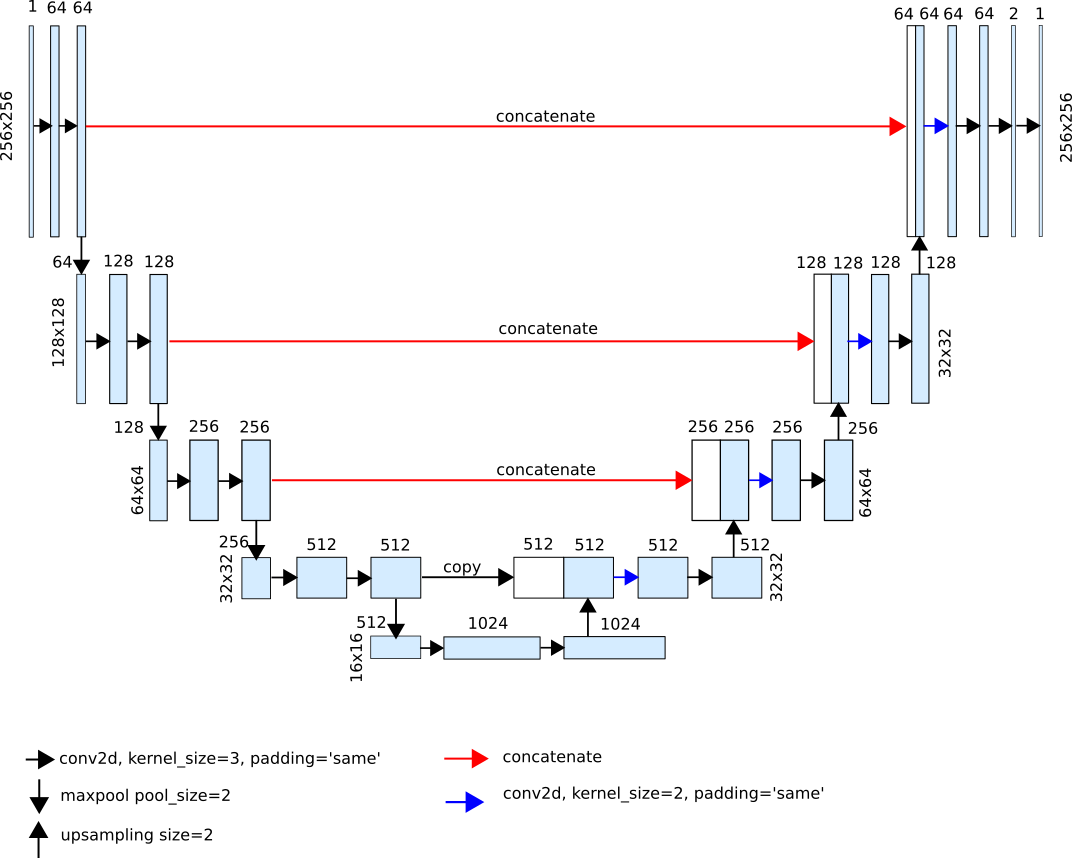 1 64 64
256x256
concatenate
64 64 64 64 2 1
256x256
64 128 128
128x128
concatenate
128 128 128 128
32x32
128 256 256
64x64
concatenate
256 256 256 256
64x64
256 512 512
32x32
copy
512 512 512 512
32x32
512 1024 1024
16x16
conv2d, kernel_size=3, padding='same'
maxpool pool_size=2
upsampling size=2
concatenate
conv2d, kernel_size=2, padding='same'